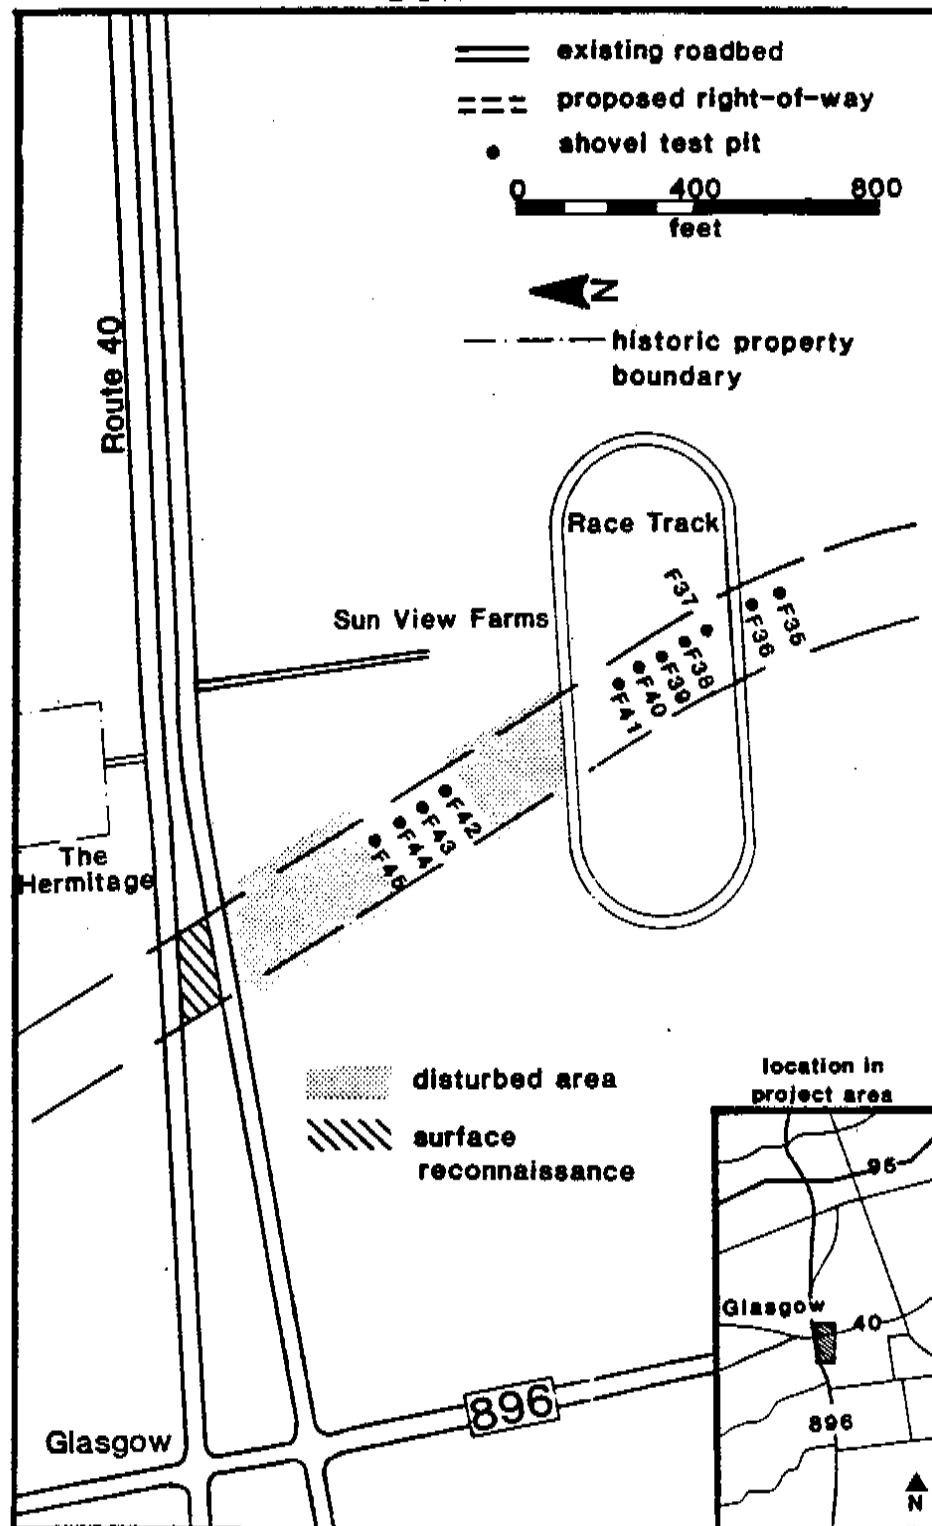 existing roadbed
proposed right-of-way
shovel test pit
0 400 800
feet
N
historic property
boundary
Route 40
Race Track
Sun View Farms
F37
F35
F36
F38
F39
F40
F41
F42
F43
F44
F45
The
Hermitage
disturbed area
surface
reconnaissance
location in
project area
95
Glasgow
40
896
N
896
Glasgow